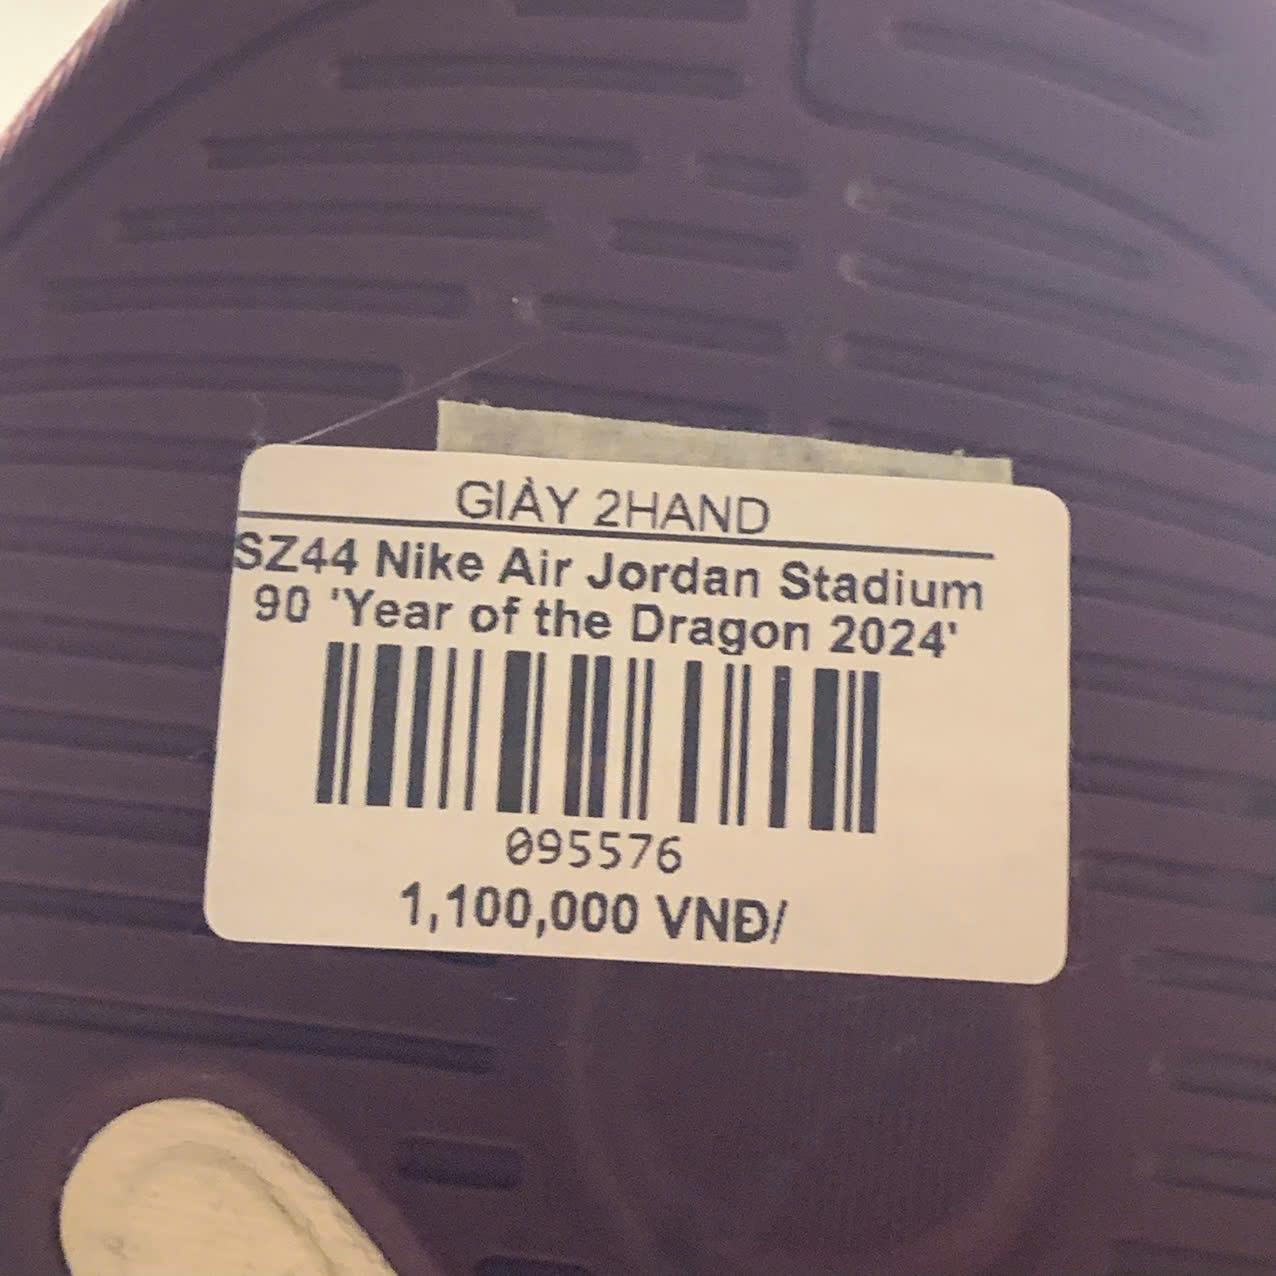 GIÀY 2HAND
SZ44 Nike Air Jordan Stadium
90 'Year of the Dragon 2024'
095576
1,100,000 VNĐ/